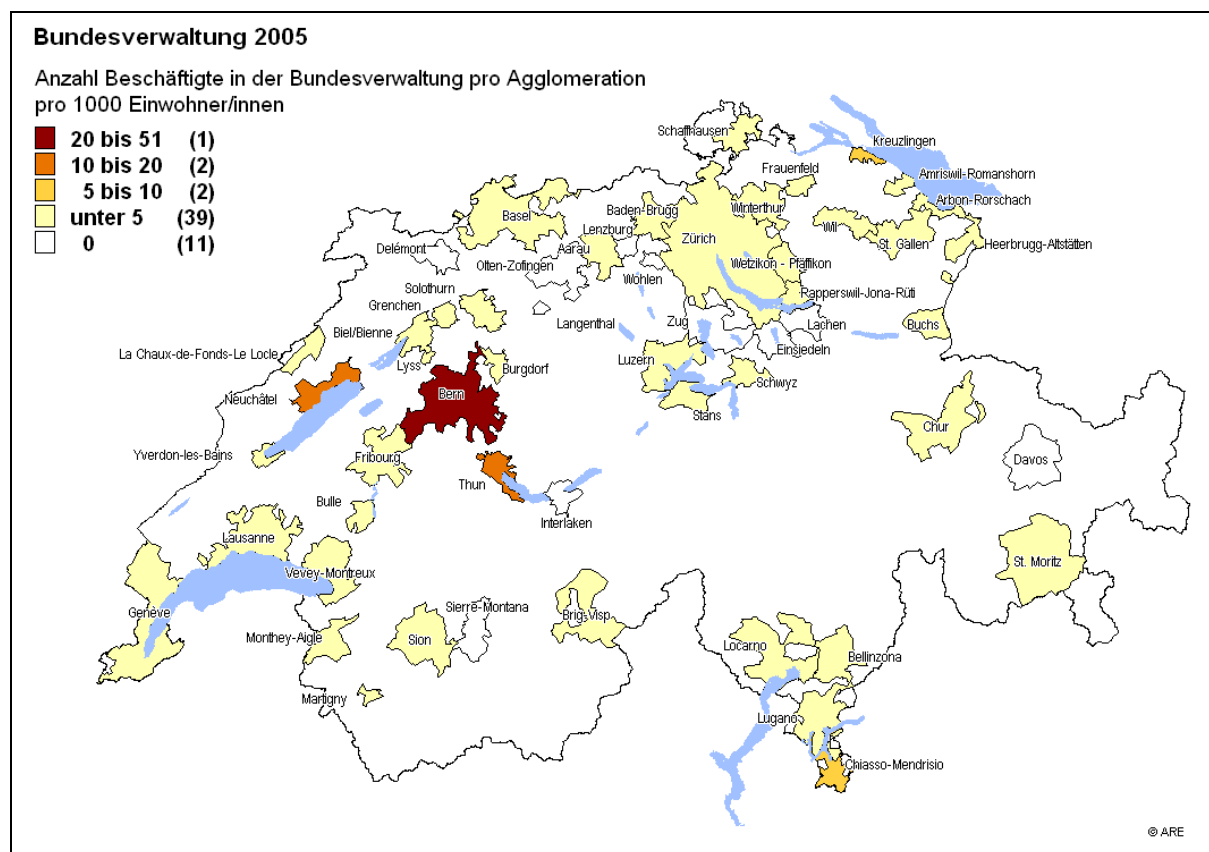 Bundesverwaltung 2005
Anzahl Beschäftigte in der Bundesverwaltung pro Agglomeration
pro 1000 Einwohner/innen
20 bis 51 (1)
10 bis 20 (2)
5 bis 10 (2)
unter 5 (39)
0 (11)
Schaffhausen
Kreuzlingen
Frauenfeld
Amriswil-Romanshorn
Arbon-Rorschach
Basel
Baden-Brugg
Winterthur
Lenzburg
Wil
St. Gallen
Heerbrugg-Altstätten
Delémont
Aarau
Zürich
Olten-Zofingen
Wohlen
Wetzikon - Pfäffikon
Solothurn
Grenchen
Rapperswil-Jona-Rüti
Biel/Bienne
Langenthal
Zug
Lachen
Buchs
La Chaux-de-Fonds-Le Locle
Lyss
Burgdorf
Luzern
Einsiedeln
Schwyz
Neuchâtel
Bern
Stans
Chur
Yverdon-les-Bains
Fribourg
Thun
Davos
Bulle
Interlaken
Lausanne
Vevey-Montreux
St. Moritz
Genève
Sierre-Montana
Brig-Visp
Monthey-Aigle
Sion
Locarno
Bellinzona
Martigny
Lugano
Chiasso-Mendrisio
© ARE